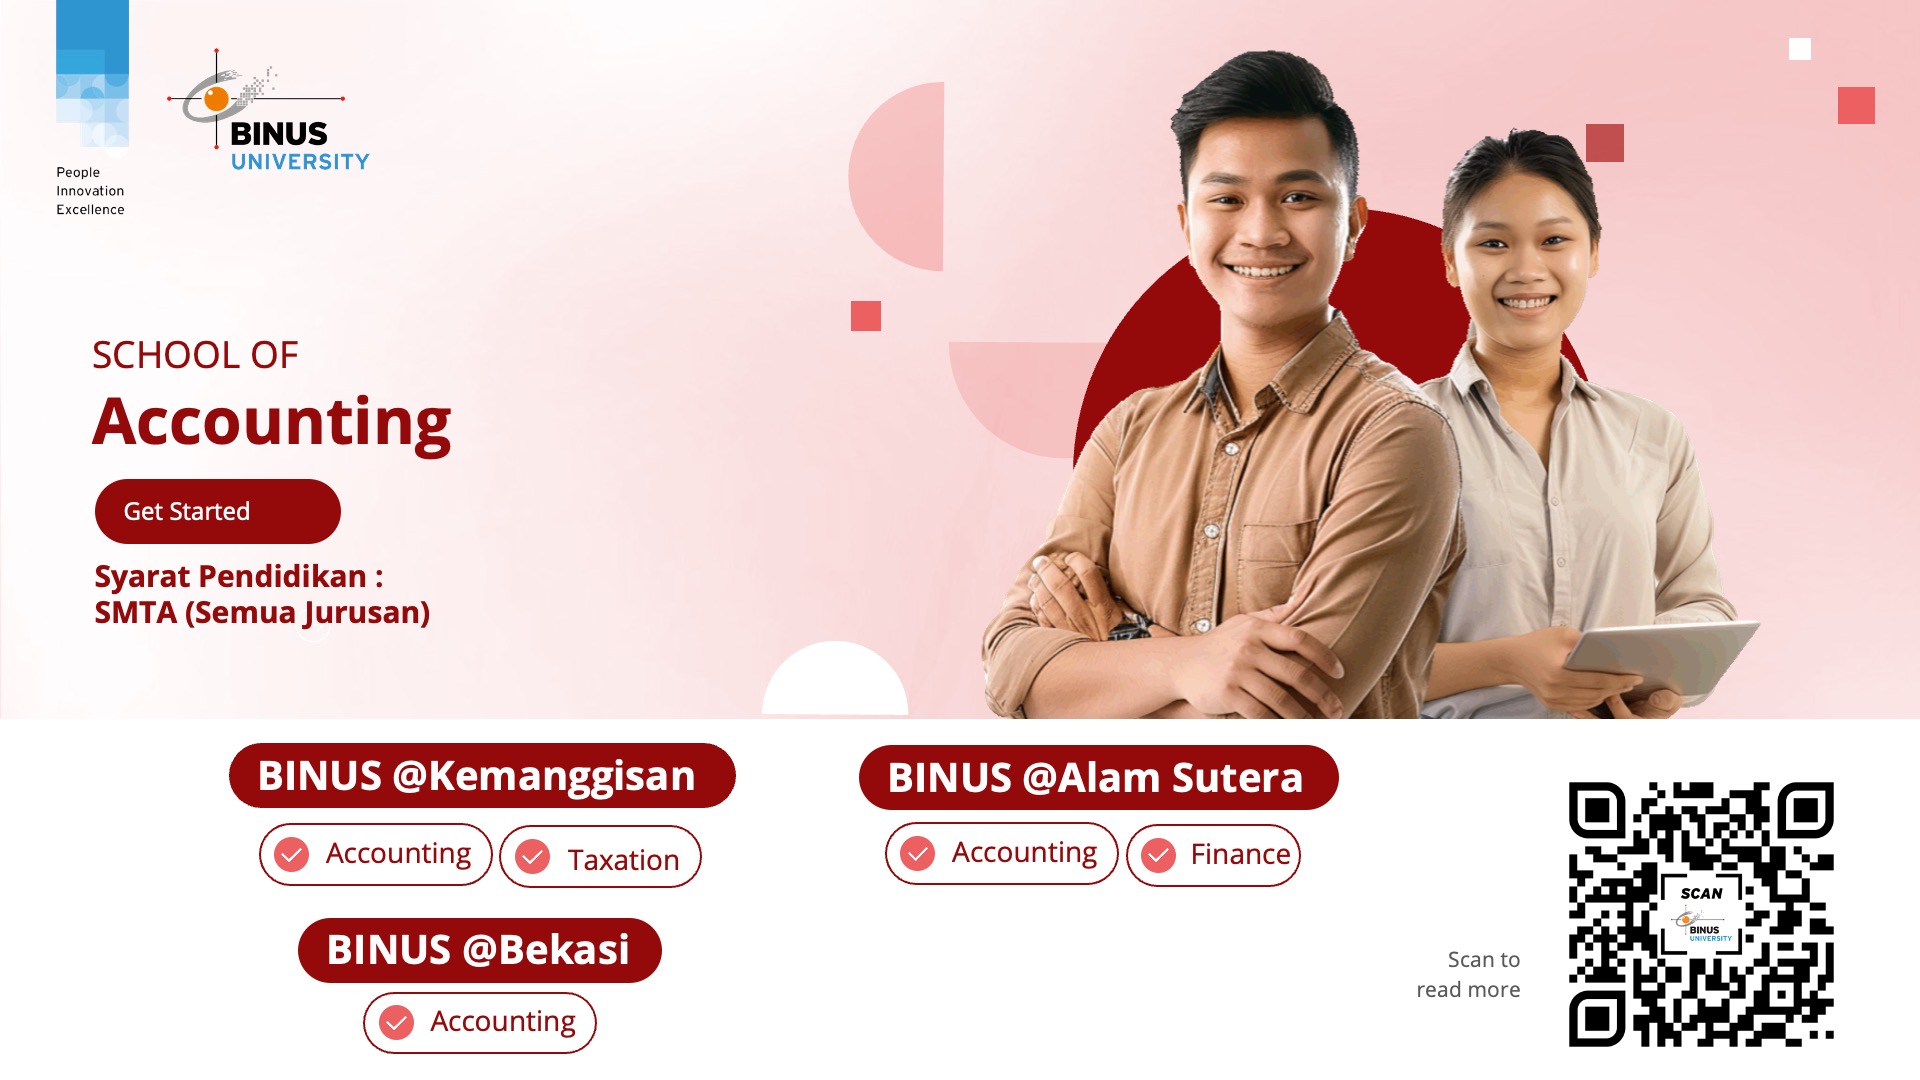 People
Innovation
Excellence
BINUS
UNIVERSITY
SCHOOL OF
Accounting
Get Started
Syarat Pendidikan :
SMTA (Semua Jurusan)
BINUS @Kemanggisan
Accounting
Taxation
BINUS @Alam Sutera
Accounting
Finance
BINUS @Bekasi
Accounting
Scan to
read more
SCAN
BINUS
UNIVERSITY